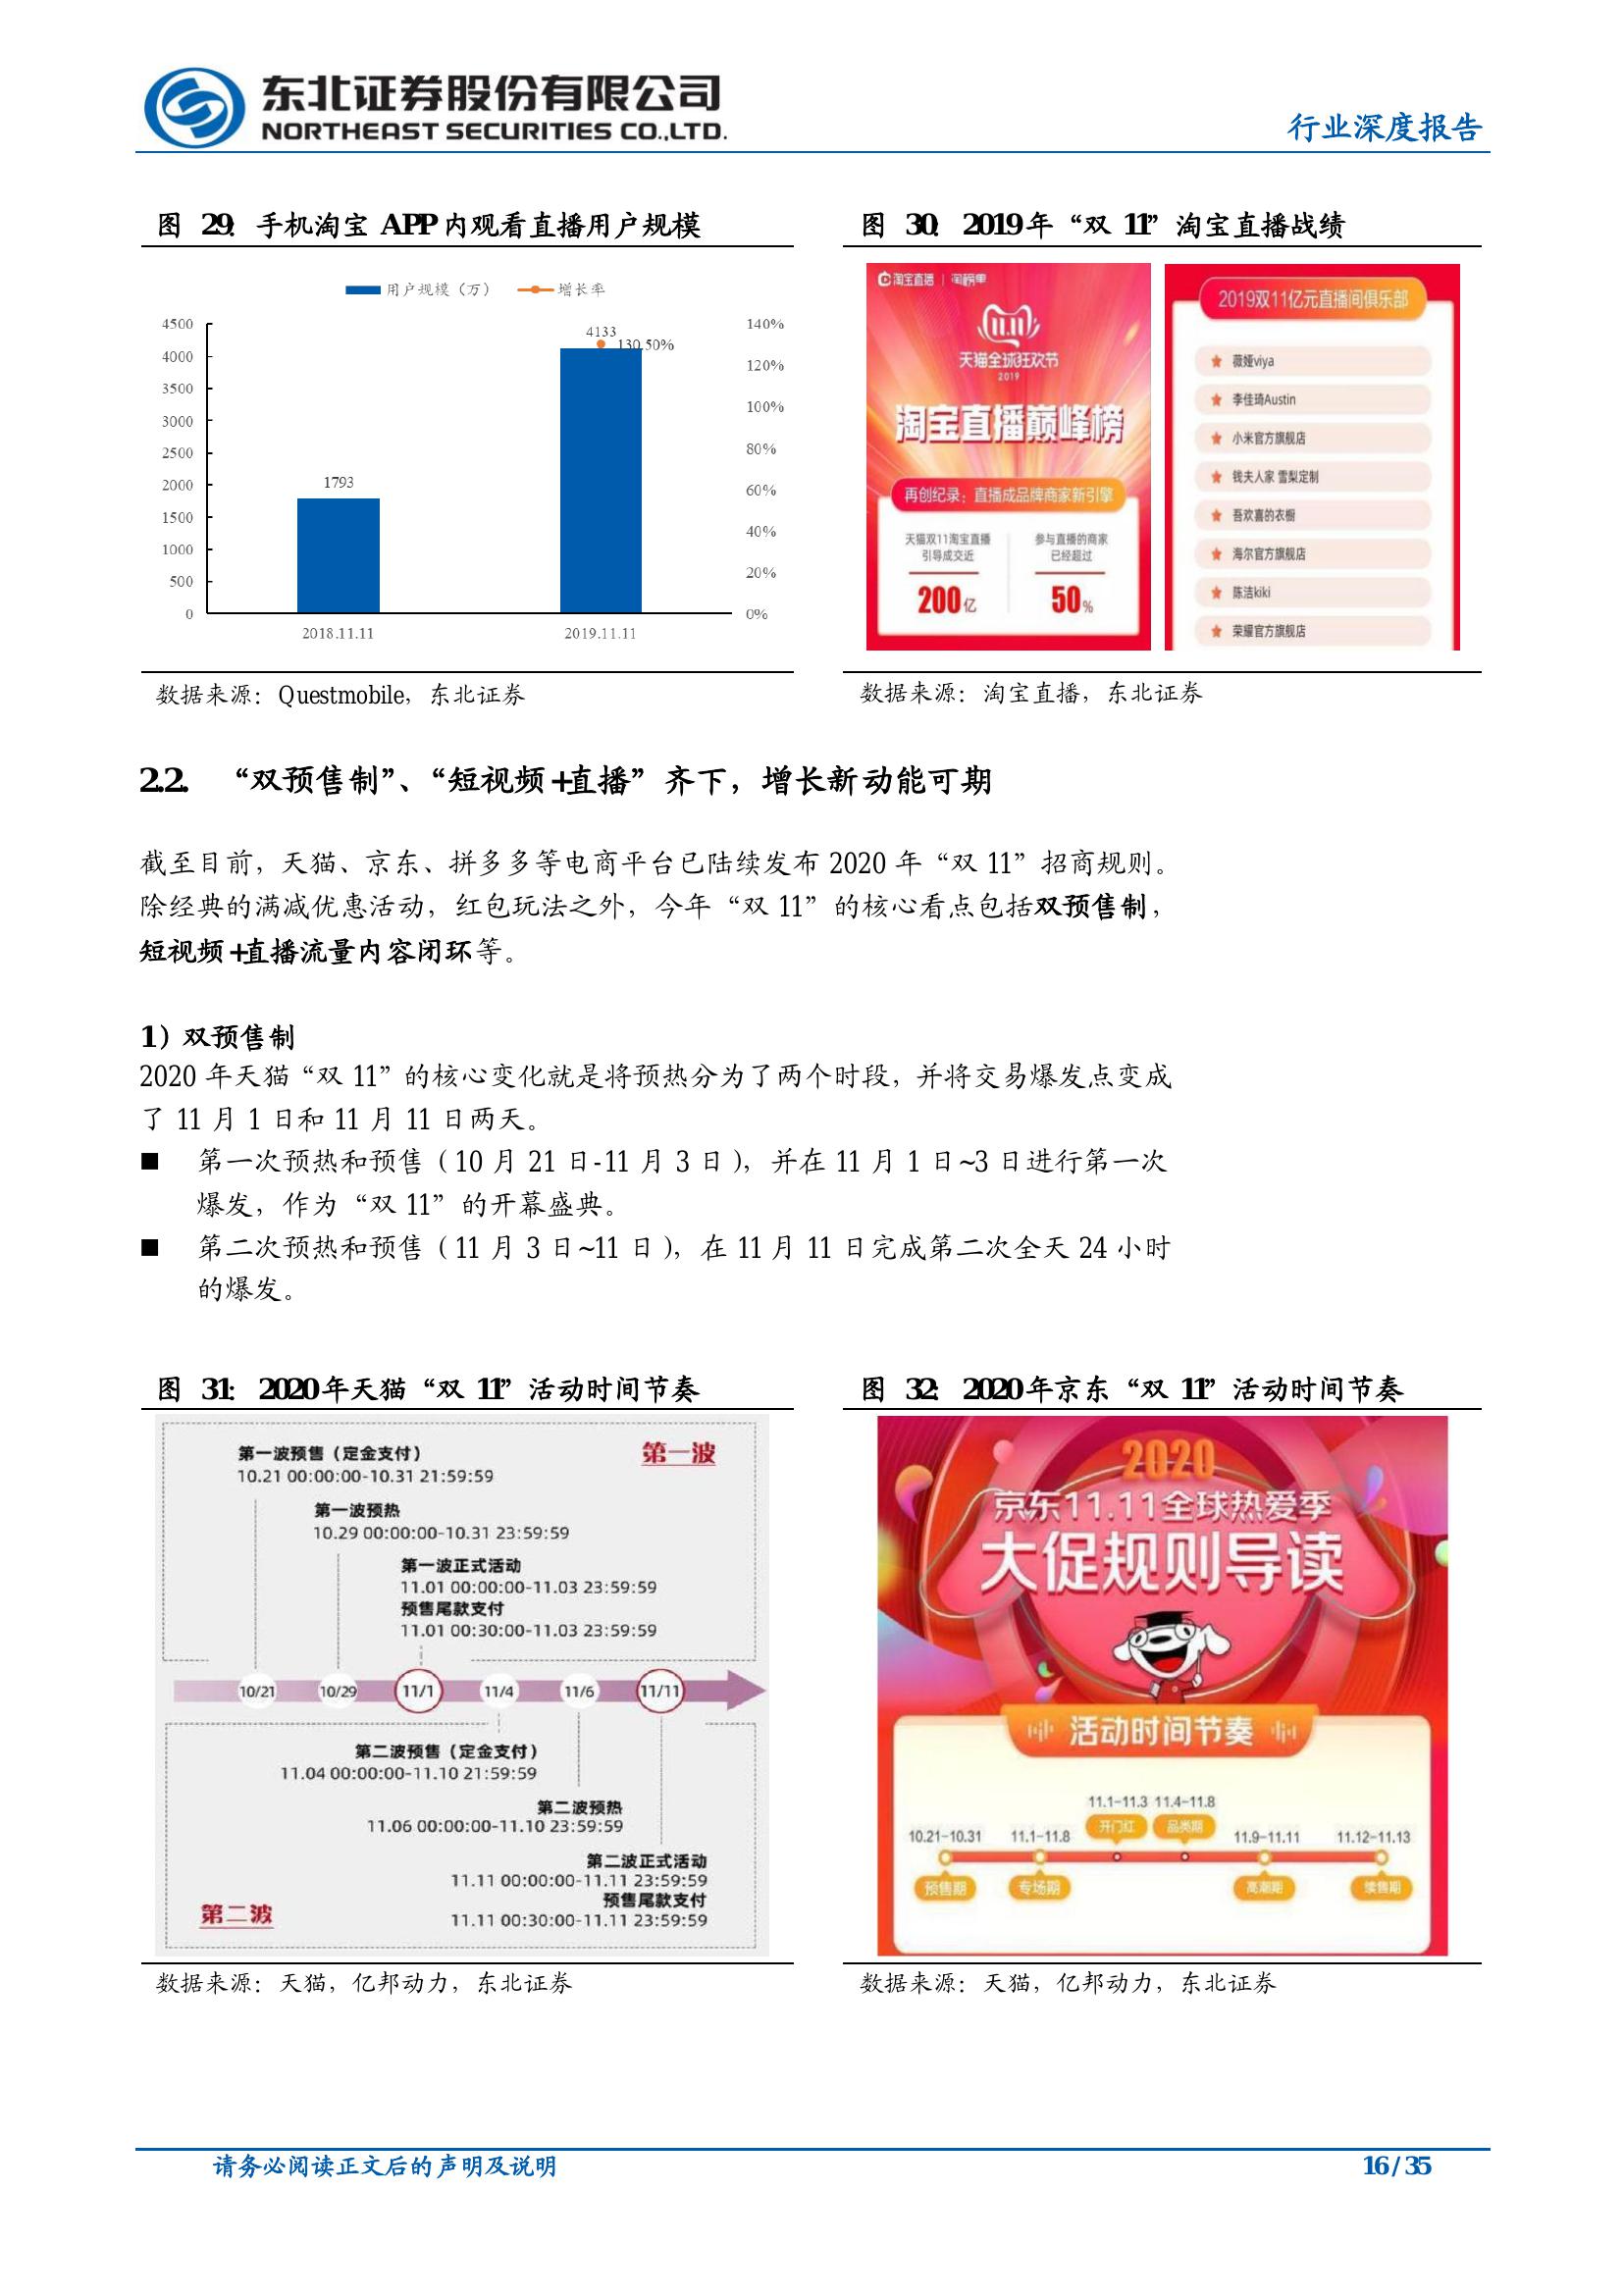 东北证券股份有限公司
NORTHEAST SECURITIES CO.,LTD.
行业深度报告
图 29：手机淘宝 APP 内观看直播用户规模
用户规模（万） 增长率
4500
4000
3500
3000
2500
2000
1500
1000
500
0
140%
120%
100%
80%
60%
40%
20%
0%
4133
130.50%
1793
2018.11.11 2019.11.11
数据来源：Questmobile，东北证券
图 30：2019 年“双 11”淘宝直播战绩
淘宝直播 | 淘榜单
11.11
天猫全球狂欢节
2019
淘宝直播巅峰榜
再创纪录：直播成品牌商家新引擎
天猫双11淘宝直播
引导成交近
200亿
参与直播的商家
已经超过
50%
2019双11亿元直播间俱乐部
薇娅viya
李佳琦Austin
小米官方旗舰店
钱夫人家 雪梨定制
吾欢喜的衣橱
海尔官方旗舰店
陈洁kiki
荣耀官方旗舰店
数据来源：淘宝直播，东北证券
2.2. “双预售制”、“短视频+直播”齐下，增长新动能可期
截至目前，天猫、京东、拼多多等电商平台已陆续发布 2020 年“双 11”招商规则。
除经典的满减优惠活动，红包玩法之外，今年“双 11”的核心看点包括双预售制，
短视频+直播流量内容闭环等。
1）双预售制
2020 年天猫“双 11”的核心变化就是将预热分为了两个时段，并将交易爆发点变成
了 11 月 1 日和 11 月 11 日两天。
■ 第一次预热和预售（10 月 21 日-11 月 3 日），并在 11 月 1 日~3 日进行第一次
爆发，作为“双 11”的开幕盛典。
■ 第二次预热和预售（11 月 3 日~11 日），在 11 月 11 日完成第二次全天 24 小时
的爆发。
图 31：2020 年天猫“双 11”活动时间节奏
第一波
第一波预售（定金支付）
10.21 00:00:00-10.31 21:59:59
第一波预热
10.29 00:00:00-10.31 23:59:59
第一波正式活动
11.01 00:00:00-11.03 23:59:59
预售尾款支付
11.01 00:30:00-11.03 23:59:59
10/21 10/29 11/1 11/4 11/6 11/11
第二波预售（定金支付）
11.04 00:00:00-11.10 21:59:59
第二波预热
11.06 00:00:00-11.10 23:59:59
第二波正式活动
11.11 00:00:00-11.11 23:59:59
预售尾款支付
11.11 00:30:00-11.11 23:59:59
第二波
数据来源：天猫，亿邦动力，东北证券
图 32：2020 年京东“双 11”活动时间节奏
2020
京东11.11全球热爱季
大促规则导读
活动时间节奏
11.1-11.3 11.4-11.8
开门红 品类期
10.21-10.31 11.1-11.8 11.9-11.11 11.12-11.13
预售期 专场期 高潮期 续售期
数据来源：天猫，亿邦动力，东北证券
请务必阅读正文后的声明及说明
16 / 35